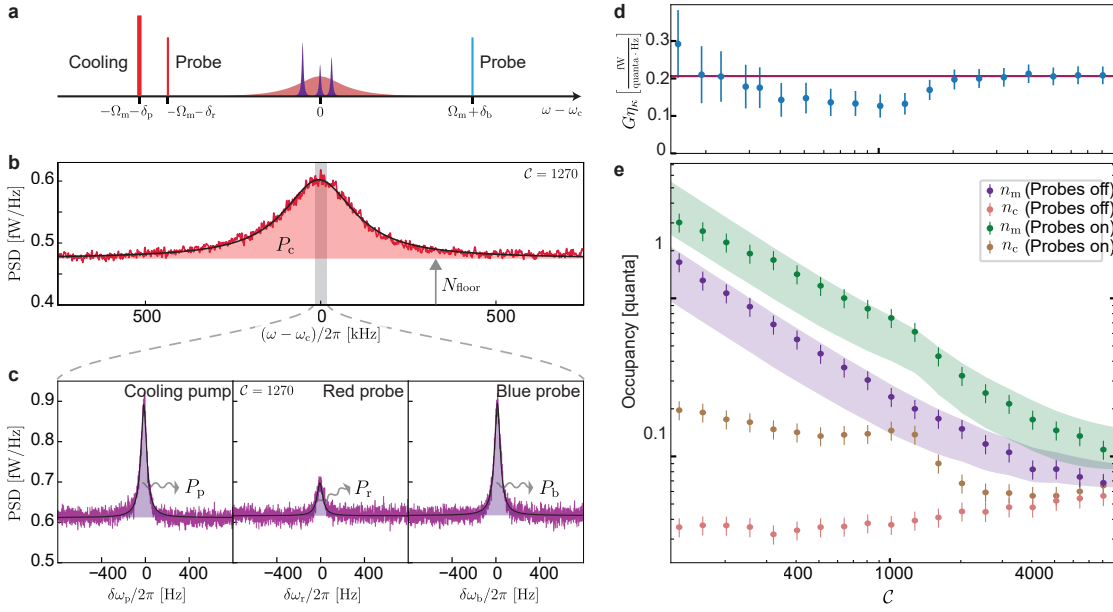 a
Cooling
Probe
Probe
−Ωm−δp
−Ωm−δr
0
Ωm+δb
ω − ωc
b
PSD [fW/Hz]
0.6
0.5
0.4
C = 1270
Pc
Nfloor
500
0
500
(ω − ωc)/2π [kHz]
c
PSD [fW/Hz]
0.9
0.8
0.7
0.6
0.5
Cooling pump
C = 1270
Red probe
Blue probe
Pp
Pr
Pb
−400 0 400
−400 0 400
−400 0 400
δωp/2π [Hz]
δωr/2π [Hz]
δωb/2π [Hz]
d
Gηκ [fW/quanta · Hz]
0.3
0.2
0.1
0
e
Occupancy [quanta]
1
0.1
nm (Probes off)
nc (Probes off)
nm (Probes on)
nc (Probes on)
400
1000
4000
C